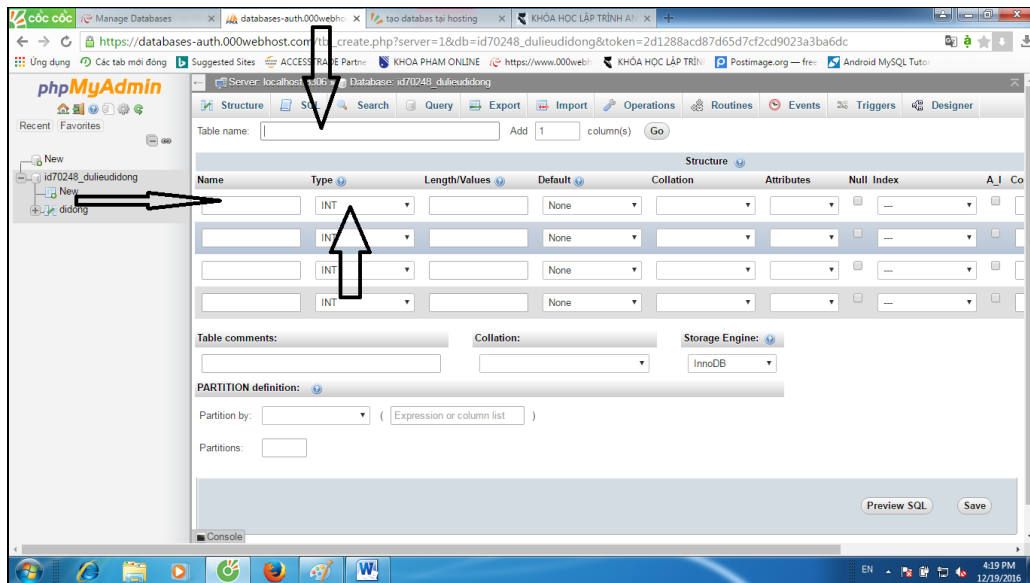 cốc cốc Manage Databases databases-auth.000webho tao databas tại hosting KHÓA HỌC LẬP TRÌNH AN
https://databases-auth.000webhost.com/tbl_create.php?server=1&db=id70248_dulieudidong&token=2d1288acd87d65d7cf2cd9023a3ba6dc
Ứng dụng Các tab mới đóng Suggested Sites ACCESSTRADE Partne KHOA PHAM ONLINE https://www.000webh KHÓA HỌC LẬP TRÌN Postimage.org — free Android MySQL Tutor
phpMyAdmin
Recent Favorites
New
id70248_dulieudidong
New
didong
Server: localhost:3306 » Database: id70248_dulieudidong
Structure SQL Search Query Export Import Operations Routines Events Triggers Designer
Table name: Add 1 column(s) Go
Structure
Name Type Length/Values Default Collation Attributes Null Index A_I Co
INT None ---
INT None ---
INT None ---
INT None ---
Table comments: Collation: Storage Engine:
InnoDB
PARTITION definition:
Partition by: ( Expression or column list )
Partitions:
Preview SQL Save
Console
EN 4:19 PM
12/19/2016